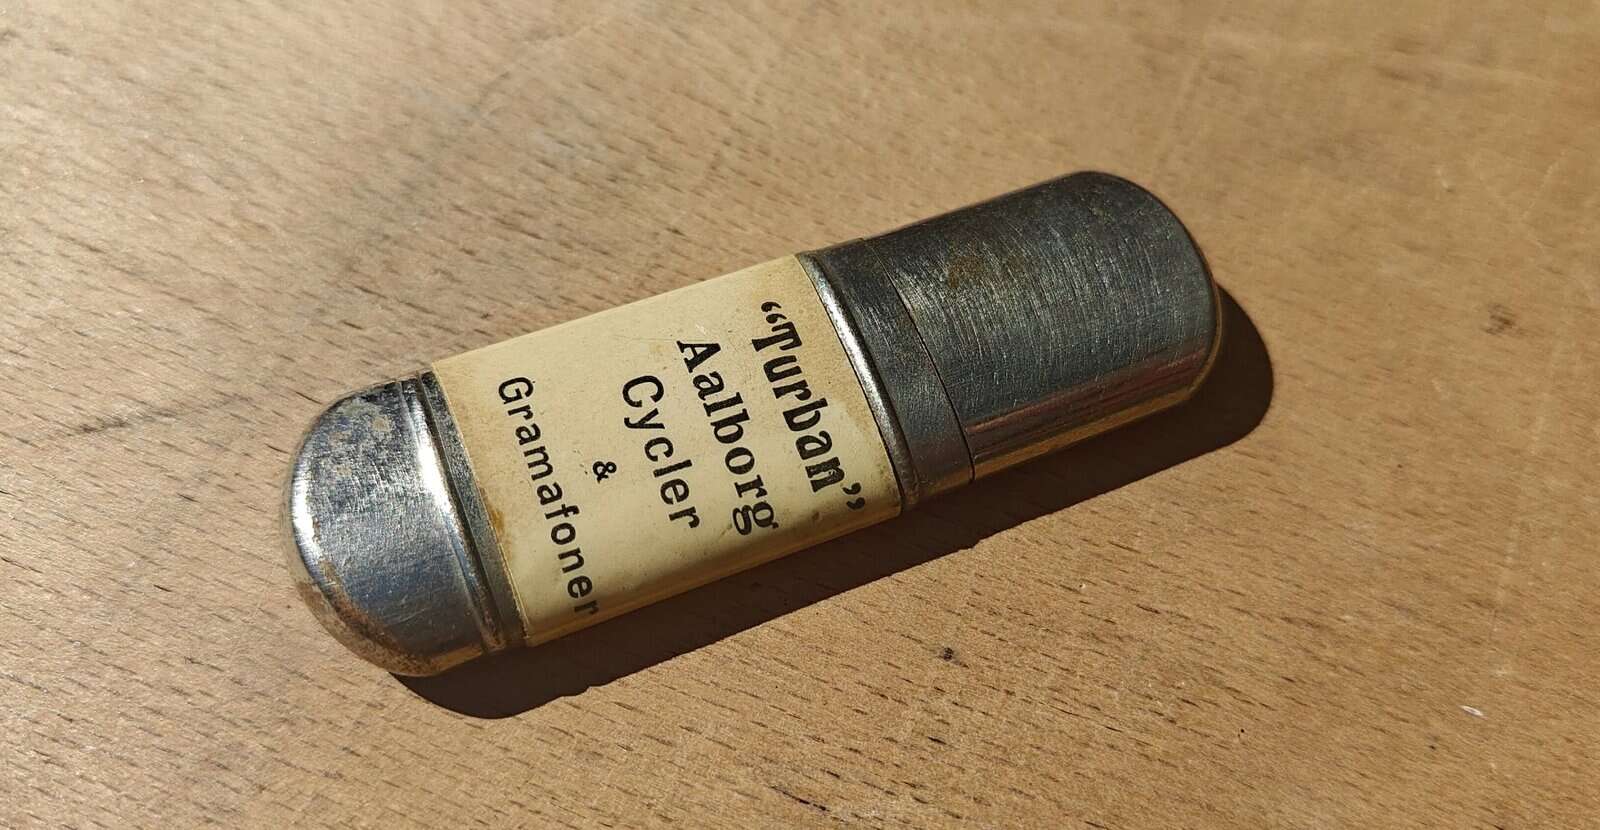 “Turban”
Aalborg
Cycler
&
Gramafoner